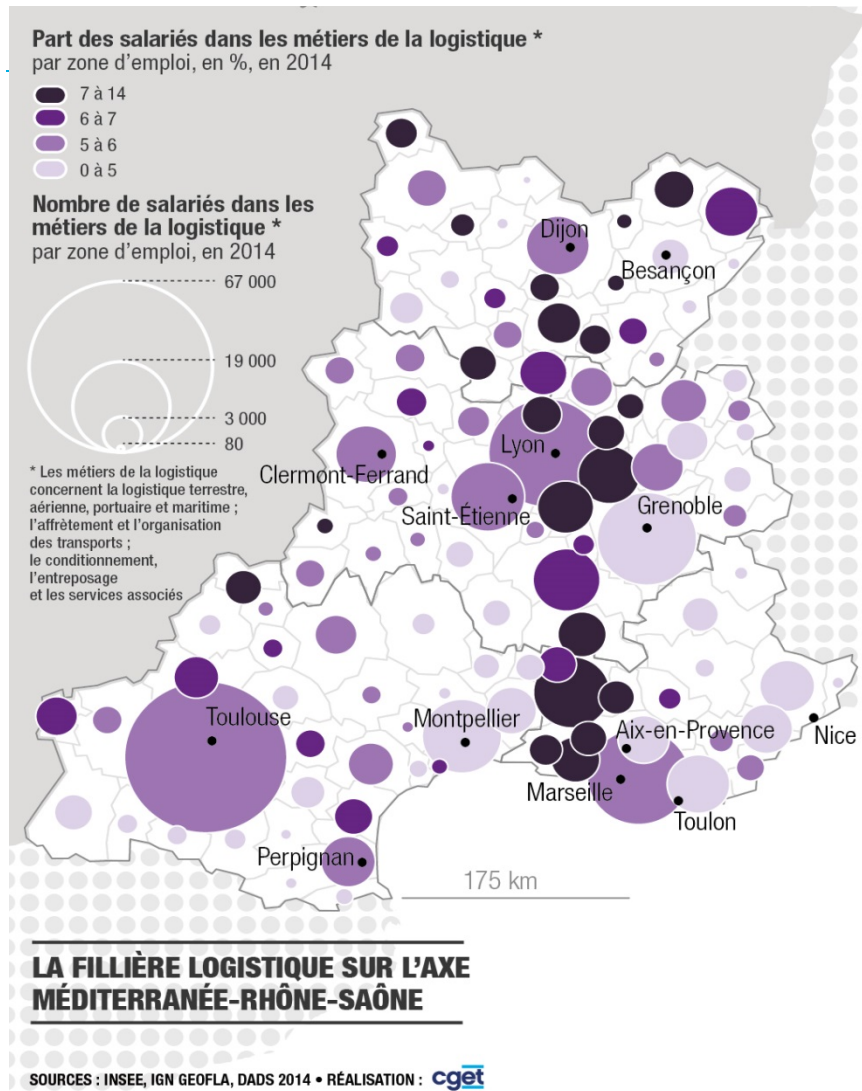 Part des salariés dans les métiers de la logistique *
par zone d'emploi, en %, en 2014
7 à 14
6 à 7
5 à 6
0 à 5
Nombre de salariés dans les
métiers de la logistique *
par zone d'emploi, en 2014
67 000
19 000
3 000
80
* Les métiers de la logistique
concernent la logistique terrestre,
aérienne, portuaire et maritime ;
l'affrètement et l'organisation
des transports ;
le conditionnement,
l'entreposage
et les services associés
Dijon
Besançon
Lyon
Clermont-Ferrand
Saint-Étienne
Grenoble
Toulouse
Montpellier
Aix-en-Provence
Nice
Marseille
Toulon
Perpignan
175 km
LA FILLIÈRE LOGISTIQUE SUR L'AXE
MÉDITERRANÉE-RHÔNE-SAÔNE
SOURCES : INSEE, IGN GEOFLA, DADS 2014 • RÉALISATION : cget